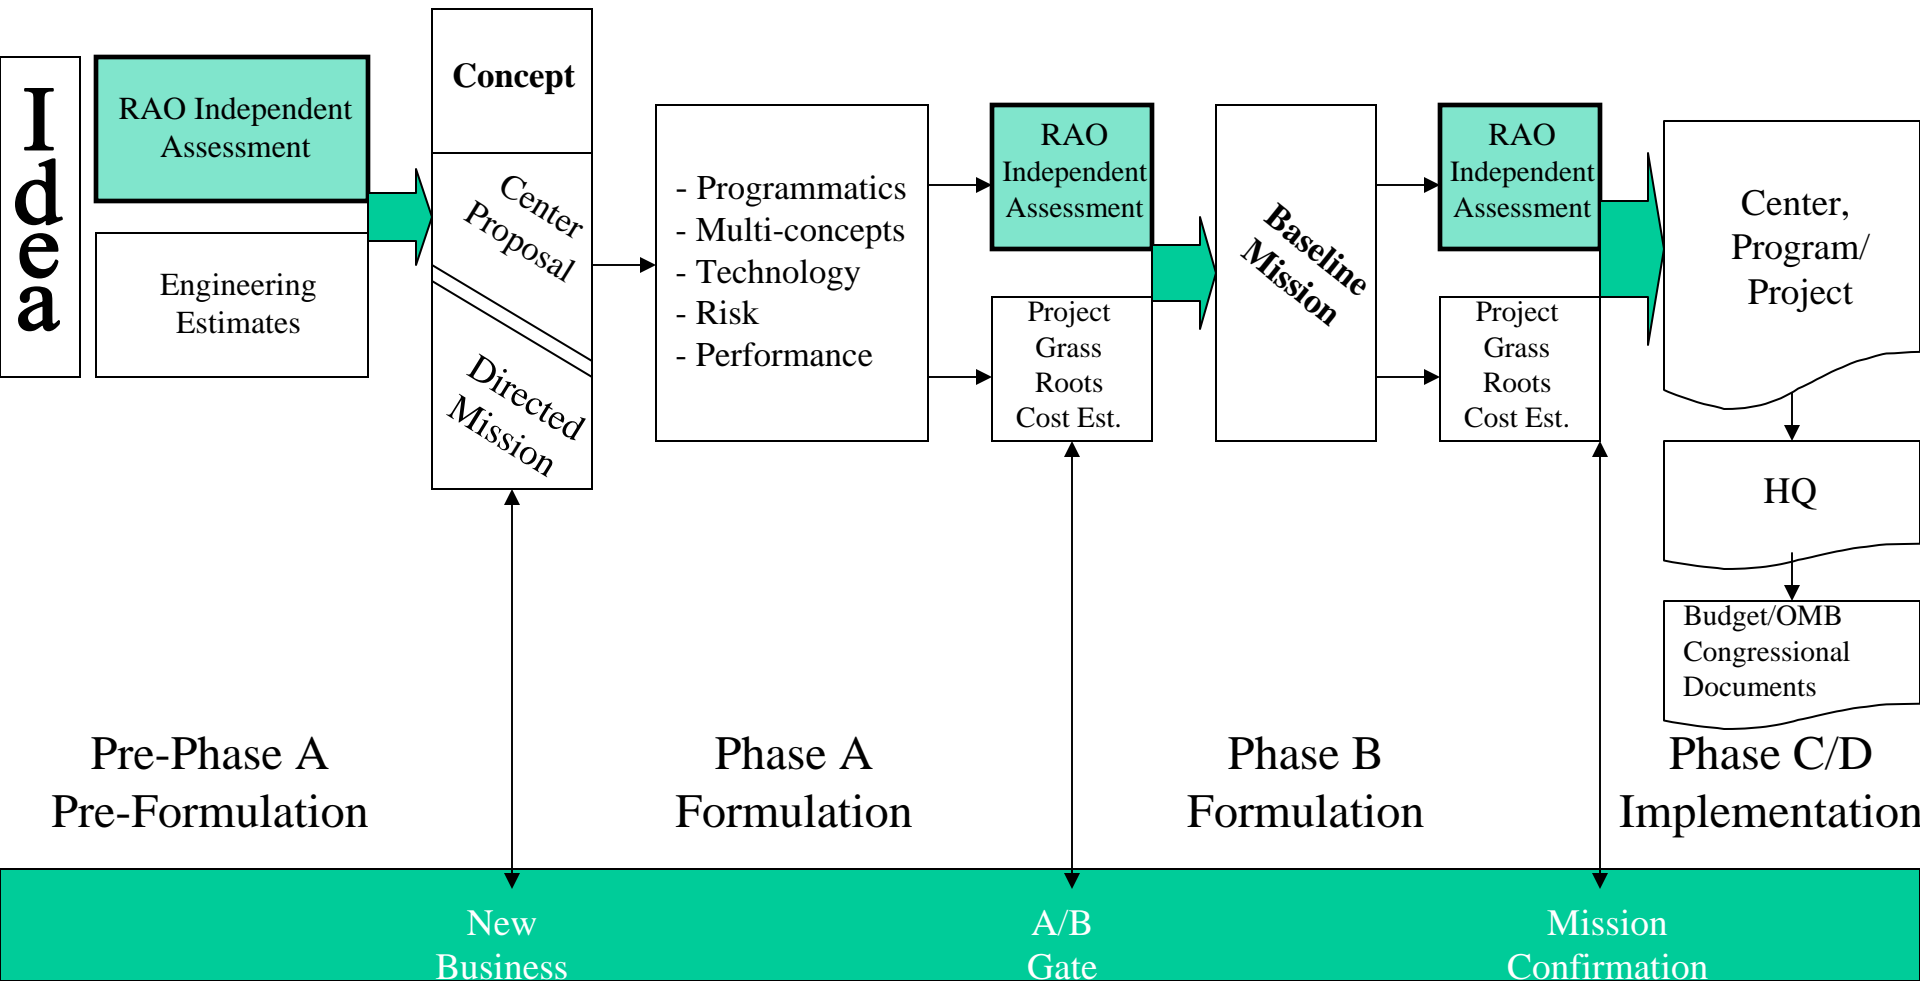 Idea
RAO Independent
Assessment
Engineering
Estimates
Concept
Center
Proposal
Directed
Mission
- Programmatics
- Multi-concepts
- Technology
- Risk
- Performance
RAO
Independent
Assessment
Project
Grass
Roots
Cost Est.
Baseline
Mission
RAO
Independent
Assessment
Project
Grass
Roots
Cost Est.
Center,
Program/
Project
HQ
Budget/OMB
Congressional
Documents
Pre-Phase A
Pre-Formulation
Phase A
Formulation
Phase B
Formulation
Phase C/D
Implementation
New
Business
A/B
Gate
Mission
Confirmation